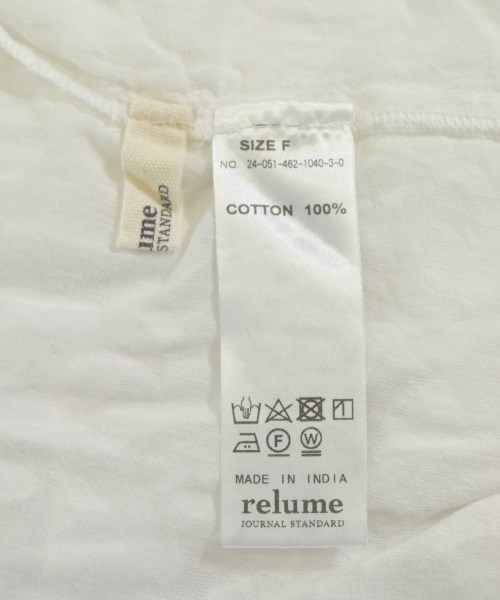 SIZE F
NO. 24-051-462-1040-3-0
COTTON 100%
F W
MADE IN INDIA
relume
JOURNAL STANDARD
ume
STANDARD